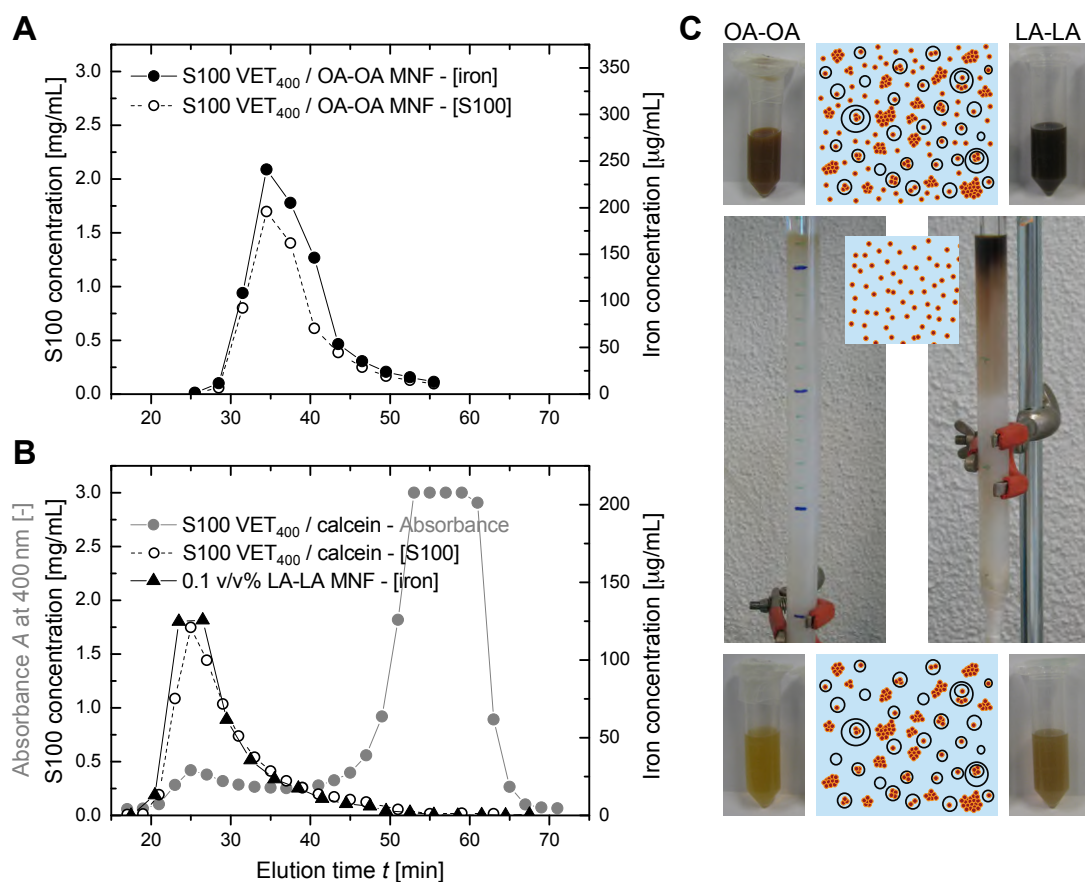 A
S100 concentration [mg/mL]
3.0
2.5
2.0
1.5
1.0
0.5
0.0
S100 VET400 / OA-OA MNF - [iron]
S100 VET400 / OA-OA MNF - [S100]
350
300
250
200
150
100
50
0
Iron concentration [µg/mL]
20 30 40 50 60 70
B
Absorbance A at 400nm [-]
S100 concentration [mg/mL]
3.0
2.5
2.0
1.5
1.0
0.5
0.0
S100 VET400 / calcein - Absorbance
S100 VET400 / calcein - [S100]
0.1 v/v% LA-LA MNF - [iron]
200
150
100
50
0
Iron concentration [µg/mL]
20 30 40 50 60 70
Elution time t [min]
C
OA-OA LA-LA